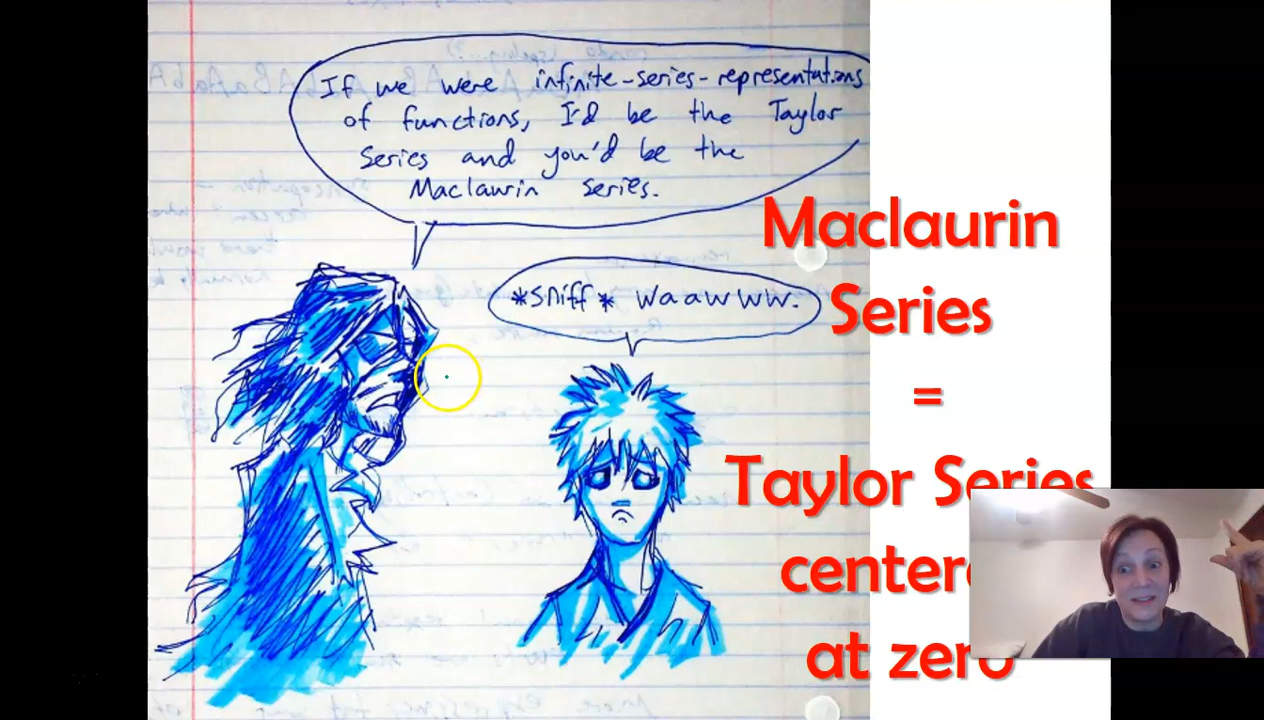 If we were infinite-series-representations
of functions, I'd be the Taylor
Series and you'd be the
Maclaurin series.
*sniff* waawww.
Maclaurin
Series
=
Taylor Series
centere
at zero